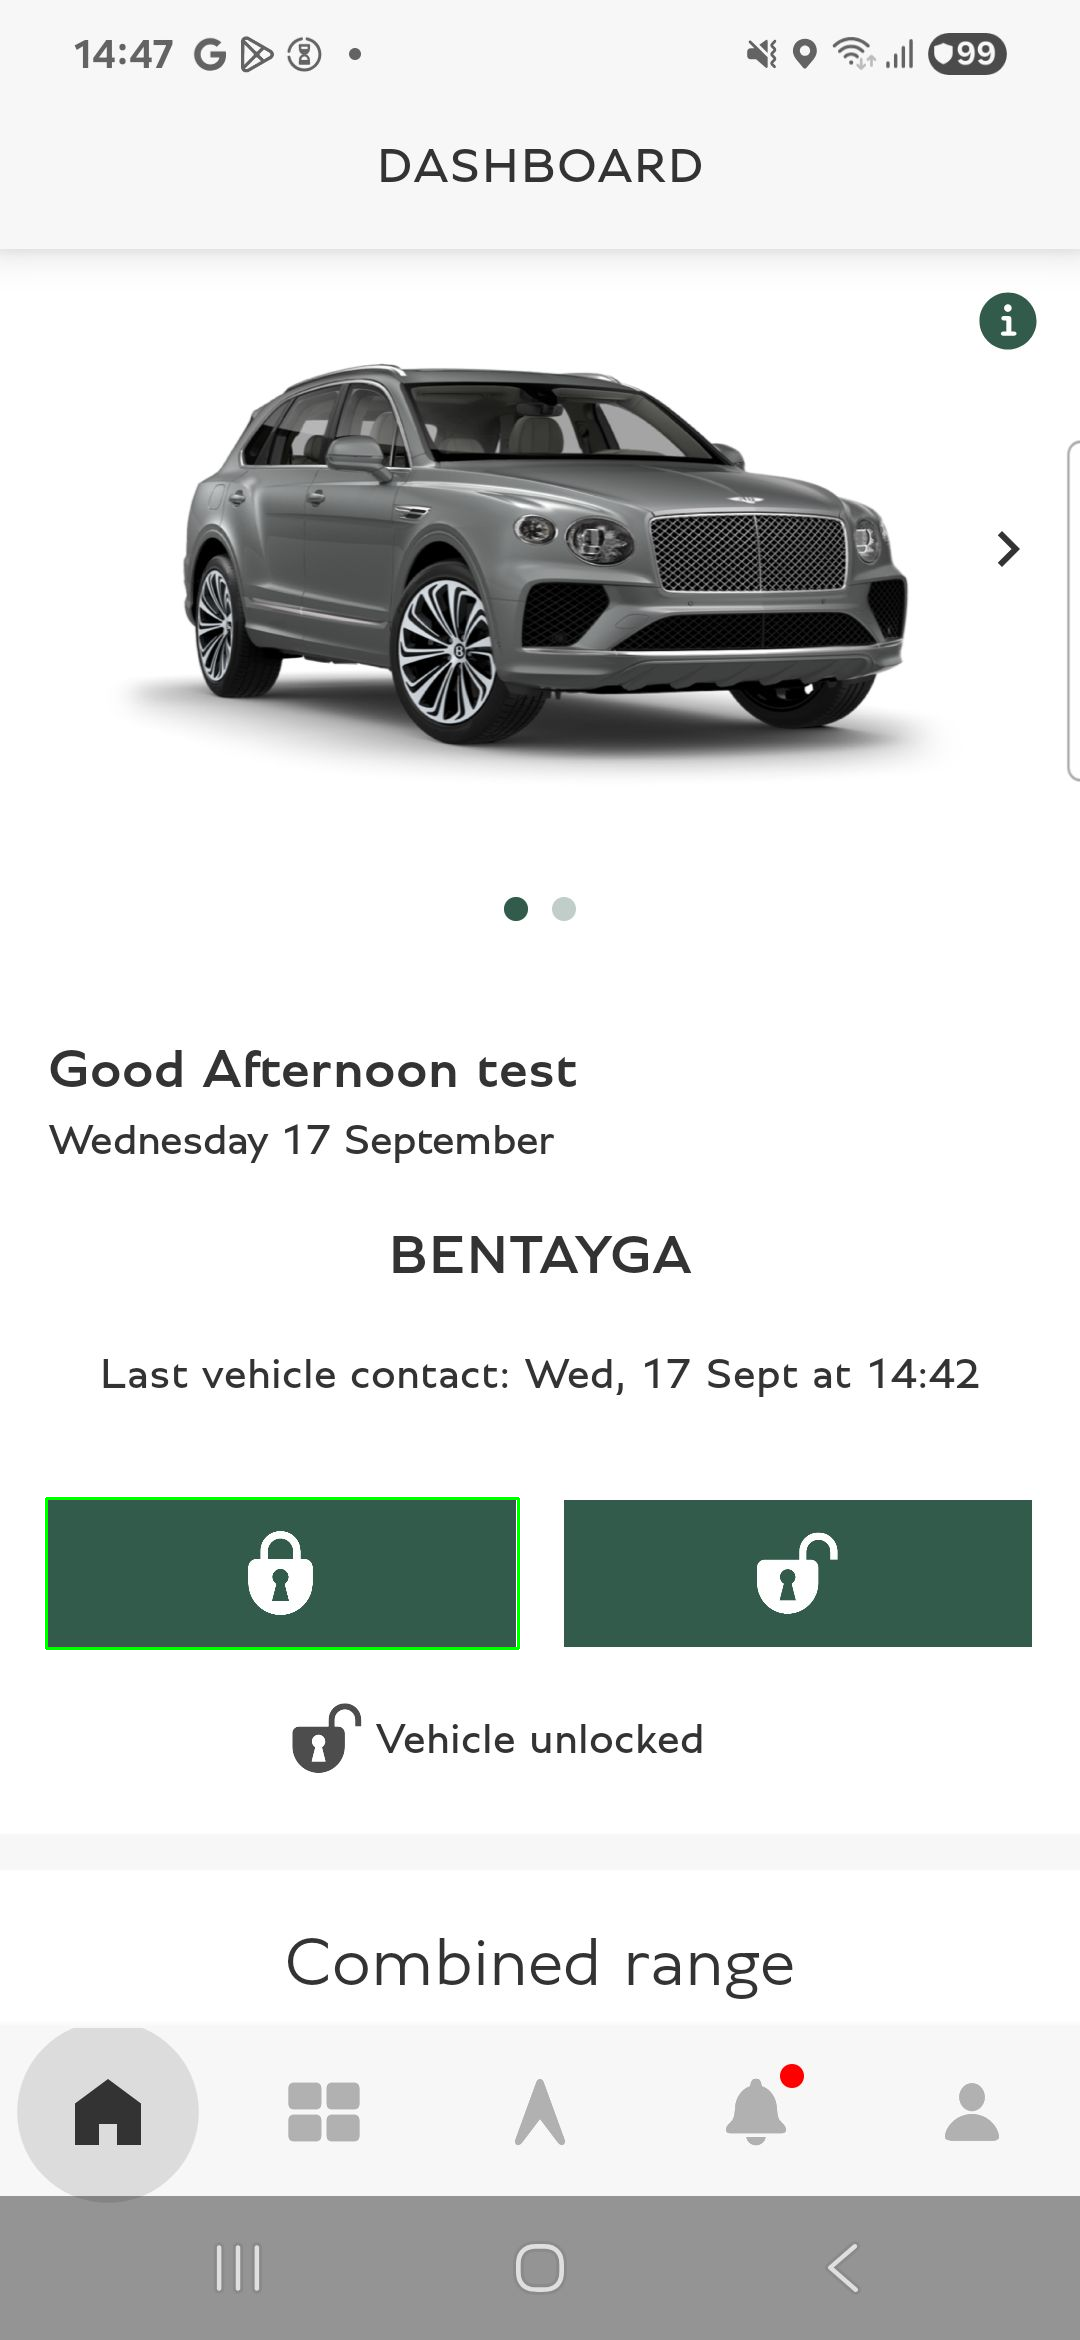 14:47
99
DASHBOARD
Good Afternoon test
Wednesday 17 September
BENTAYGA
Last vehicle contact: Wed, 17 Sept at 14:42
Vehicle unlocked
Combined range